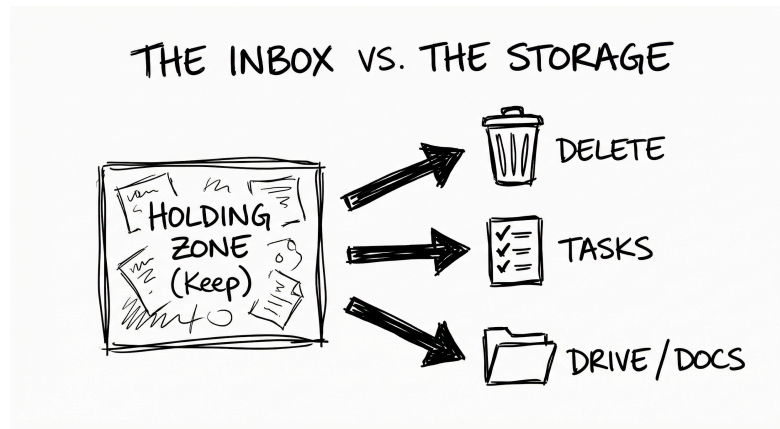 THE INBOX VS. THE STORAGE
HOLDING
ZONE
(Keep)
DELETE
TASKS
DRIVE/DOCS